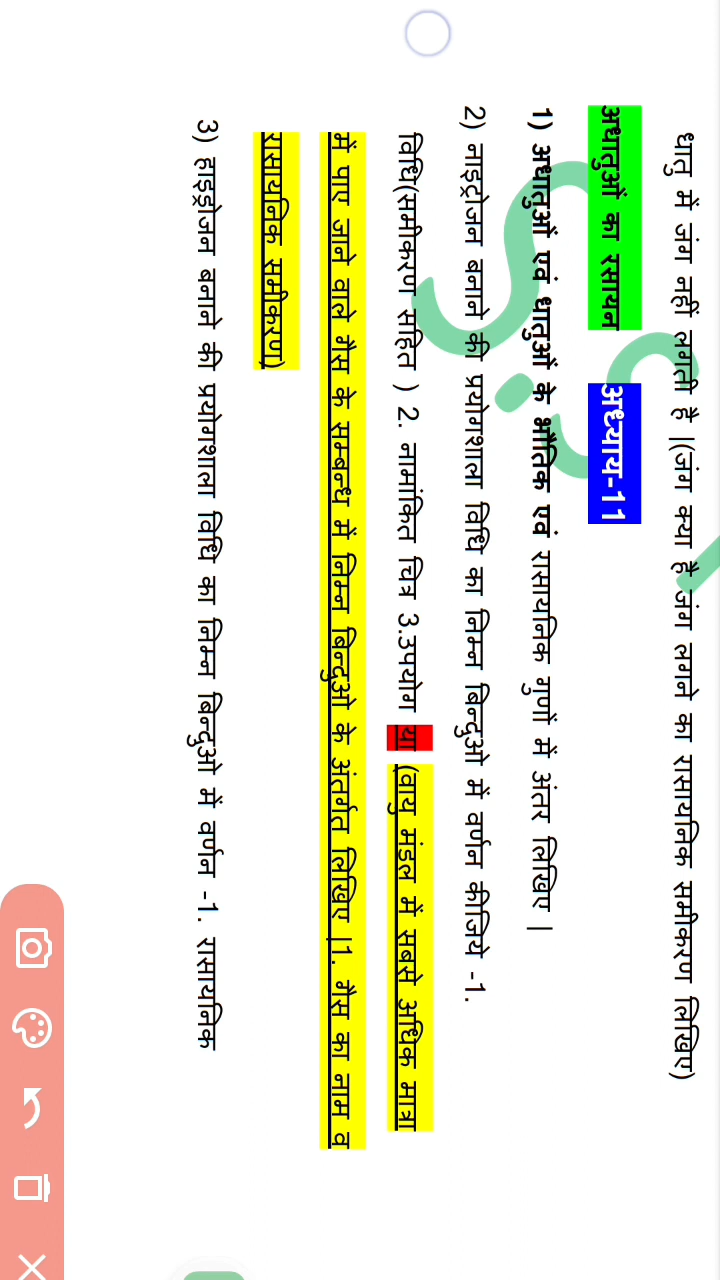 धातु में जंग नहीं लगती है |(जंग क्या है जंग लगने का रासायनिक समीकरण लिखिए)
अधातुओं का रसायन अध्याय-11
1) अधातुओं एवं धातुओं के भौतिक एवं रासायनिक गुणों में अंतर लिखिए |
2) नाइट्रोजन बनाने की प्रयोगशाला विधि का निम्न बिन्दुओ में वर्णन कीजिये -1.
विधि(समीकरण सहित ) 2. नामांकित चित्र 3.उपयोग या (वायु मंडल में सबसे अधिक मात्रा
में पाए जाने वाले गैस के सम्बन्ध में निम्न बिन्दुओ के अंतर्गत लिखिए |1. गैस का नाम व
रासायनिक समीकरण)
3) हाइड्रोजन बनाने की प्रयोगशाला विधि का निम्न बिन्दुओ में वर्णन -1. रासायनिक